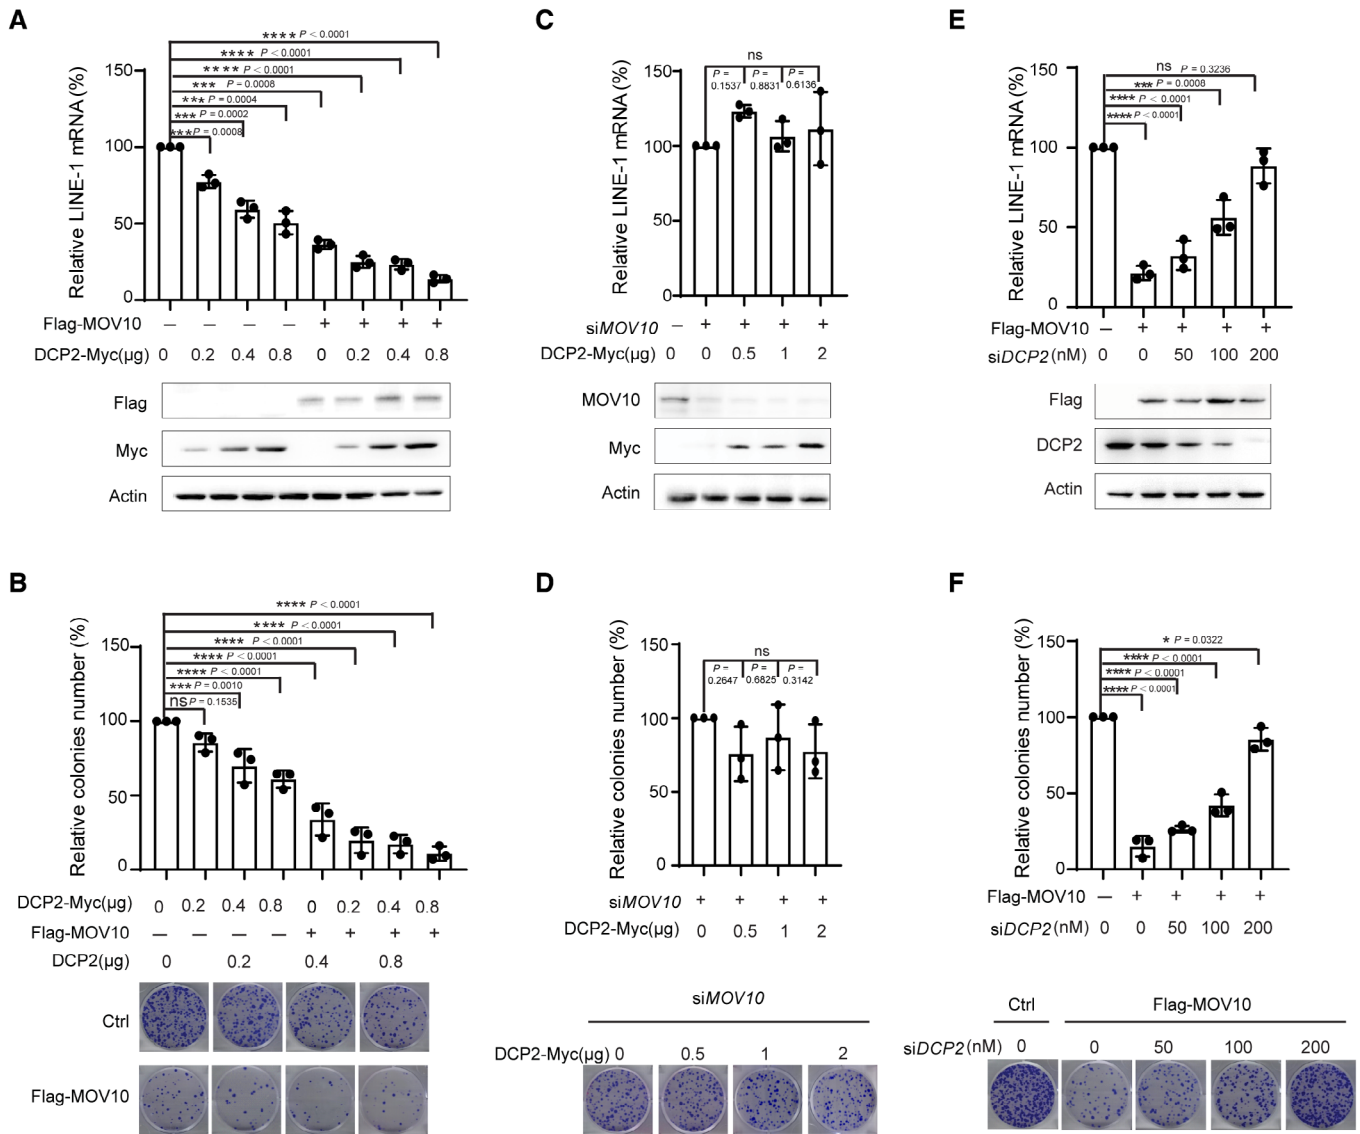 A
Relative LINE-1 mRNA (%)
150
100
50
0
**** P < 0.0001
**** P < 0.0001
**** P < 0.0001
*** P = 0.0008
*** P = 0.0004
*** P = 0.0002
*** P = 0.0008
Flag-MOV10 — — — — + + + +
DCP2-Myc(μg) 0 0.2 0.4 0.8 0 0.2 0.4 0.8
Flag
Myc
Actin
B
Relative colonies number (%)
150
100
50
0
**** P < 0.0001
**** P < 0.0001
**** P < 0.0001
**** P < 0.0001
**** P < 0.0001
*** P = 0.0010
ns P = 0.1535
DCP2-Myc(μg) 0 0.2 0.4 0.8 0 0.2 0.4 0.8
Flag-MOV10 — — — — + + + +
DCP2(μg) 0 0.2 0.4 0.8
Ctrl
Flag-MOV10
C
Relative LINE-1 mRNA (%)
150
100
50
0
ns
P = 0.1537
P = 0.8831
P = 0.6136
siMOV10 — + + + +
DCP2-Myc(μg) 0 0 0.5 1 2
MOV10
Myc
Actin
D
Relative colonies number (%)
150
100
50
0
ns
P = 0.2647
P = 0.6825
P = 0.3142
siMOV10 + + + +
DCP2-Myc(μg) 0 0.5 1 2
siMOV10
DCP2-Myc(μg) 0 0.5 1 2
E
Relative LINE-1 mRNA (%)
150
100
50
0
ns P = 0.3236
*** P = 0.0008
**** P < 0.0001
**** P < 0.0001
Flag-MOV10 — + + + +
siDCP2 (nM) 0 0 50 100 200
Flag
DCP2
Actin
F
Relative colonies number (%)
150
100
50
0
* P = 0.0322
**** P < 0.0001
**** P < 0.0001
**** P < 0.0001
Flag-MOV10 — + + + +
siDCP2 (nM) 0 0 50 100 200
Ctrl Flag-MOV10
siDCP2 (nM) 0 0 50 100 200